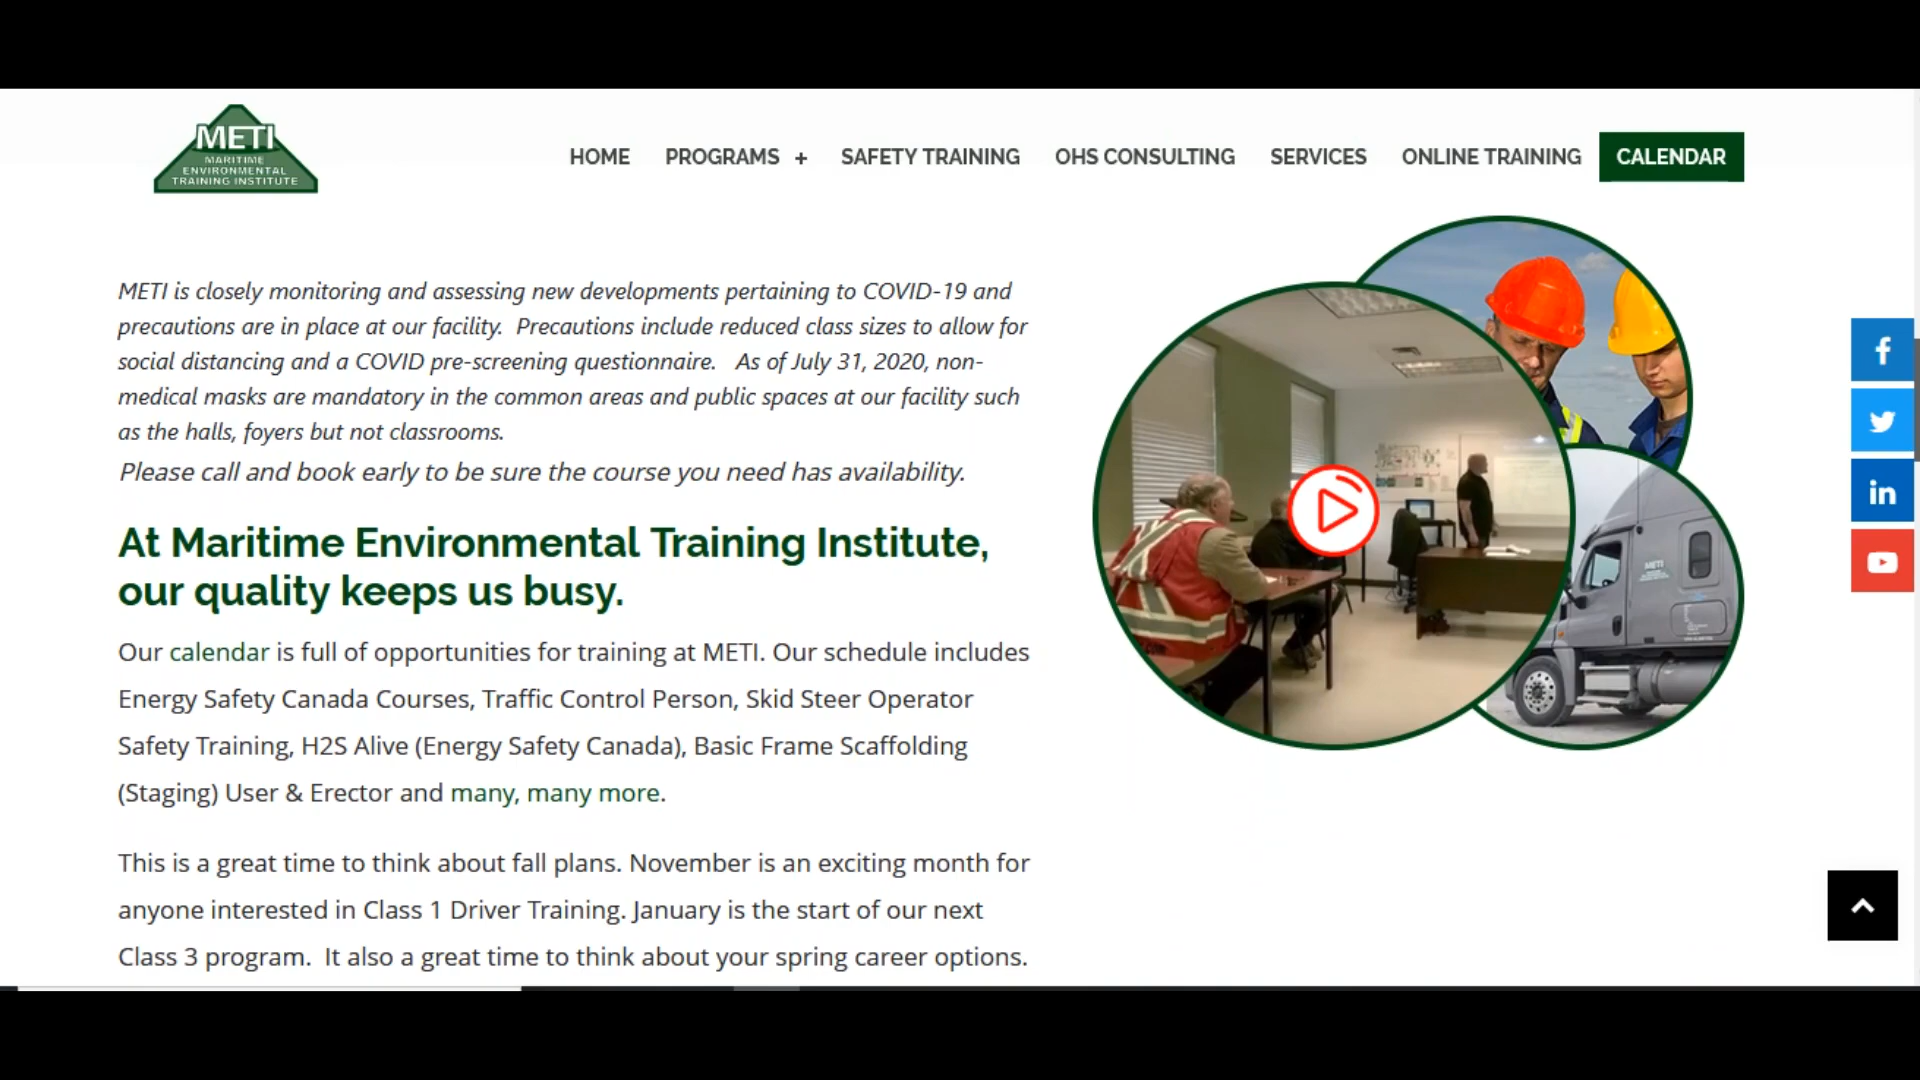 METI
MARITIME
ENVIRONMENTAL
TRAINING INSTITUTE
HOME PROGRAMS + SAFETY TRAINING OHS CONSULTING SERVICES ONLINE TRAINING CALENDAR
METI is closely monitoring and assessing new developments pertaining to COVID-19 and
precautions are in place at our facility.  Precautions include reduced class sizes to allow for
social distancing and a COVID pre-screening questionnaire.   As of July 31, 2020, non-
medical masks are mandatory in the common areas and public spaces at our facility such
as the halls, foyers but not classrooms.
Please call and book early to be sure the course you need has availability.
At Maritime Environmental Training Institute,
our quality keeps us busy.
Our calendar is full of opportunities for training at METI. Our schedule includes
Energy Safety Canada Courses, Traffic Control Person, Skid Steer Operator
Safety Training, H2S Alive (Energy Safety Canada), Basic Frame Scaffolding
(Staging) User & Erector and many, many more.
This is a great time to think about fall plans. November is an exciting month for
anyone interested in Class 1 Driver Training. January is the start of our next
Class 3 program.  It also a great time to think about your spring career options.
METI